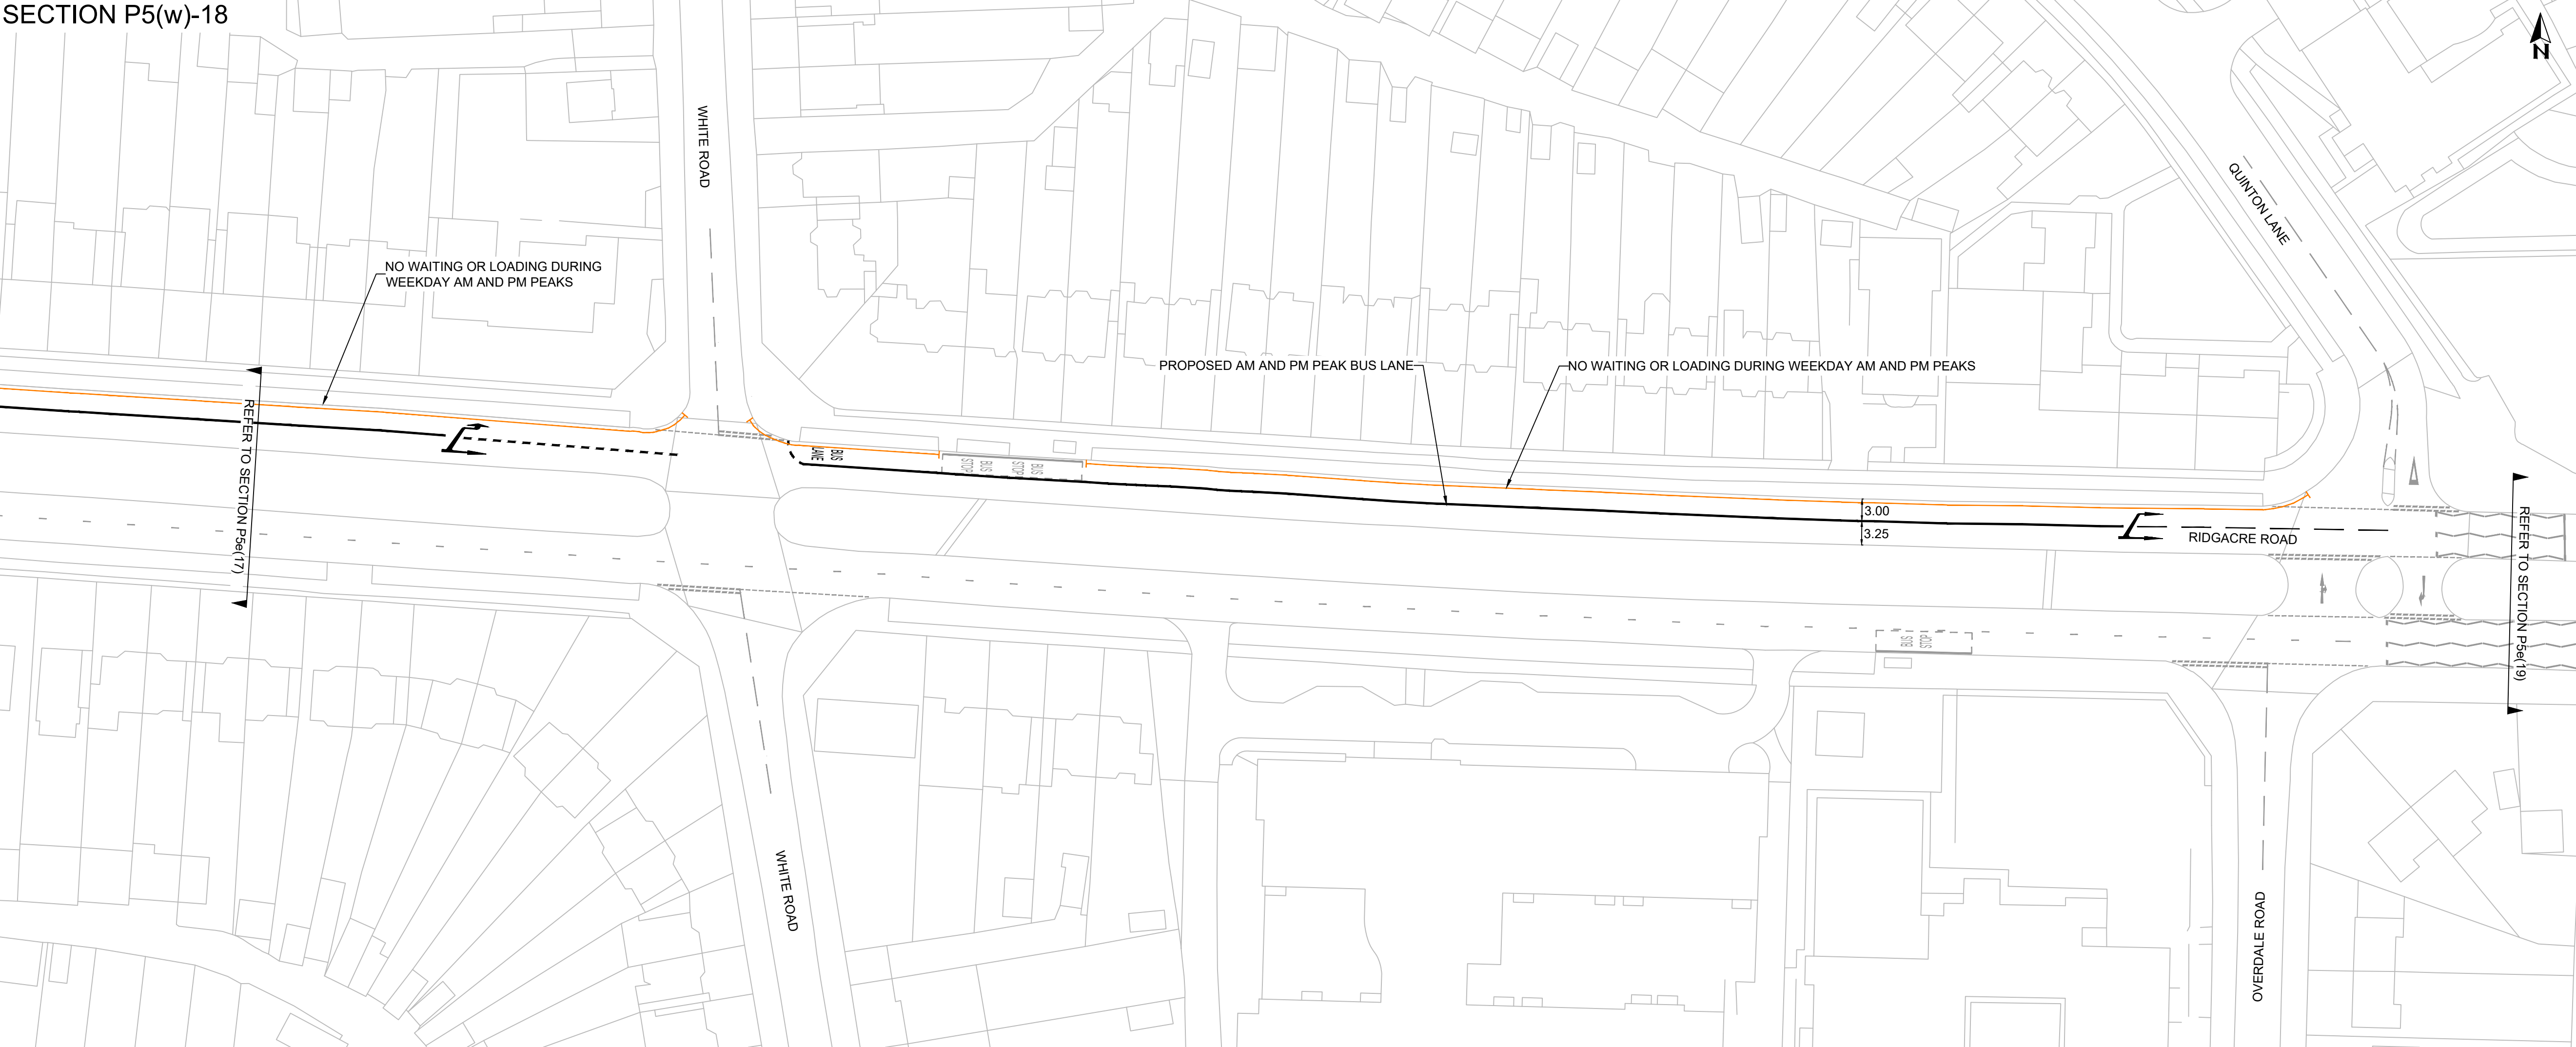 SECTION P5(w)-18
N
WHITE ROAD
QUINTON LANE
NO WAITING OR LOADING DURING
WEEKDAY AM AND PM PEAKS
PROPOSED AM AND PM PEAK BUS LANE
NO WAITING OR LOADING DURING WEEKDAY AM AND PM PEAKS
REFER TO SECTION P5e(17)
BUS
LANE
BUS
STOP
BUS
STOP
3.00
3.25
RIDGACRE ROAD
REFER TO SECTION P5e(19)
BUS
STOP
WHITE ROAD
OVERDALE ROAD